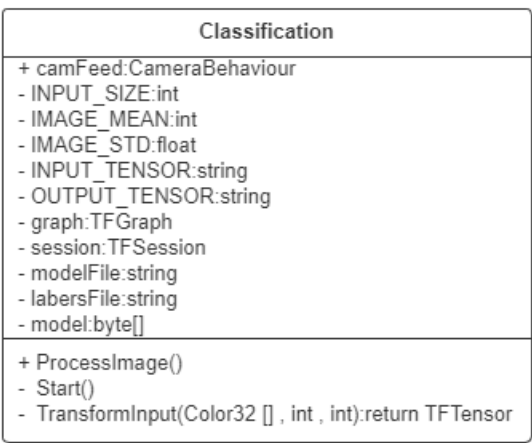 Classification
+ camFeed:CameraBehaviour
- INPUT_SIZE:int
- IMAGE_MEAN:int
- IMAGE_STD:float
- INPUT_TENSOR:string
- OUTPUT_TENSOR:string
- graph:TFGraph
- session:TFSession
- modelFile:string
- labersFile:string
- model:byte[]
+ ProcessImage()
- Start()
- TransformInput(Color32 [] , int , int):return TFTensor